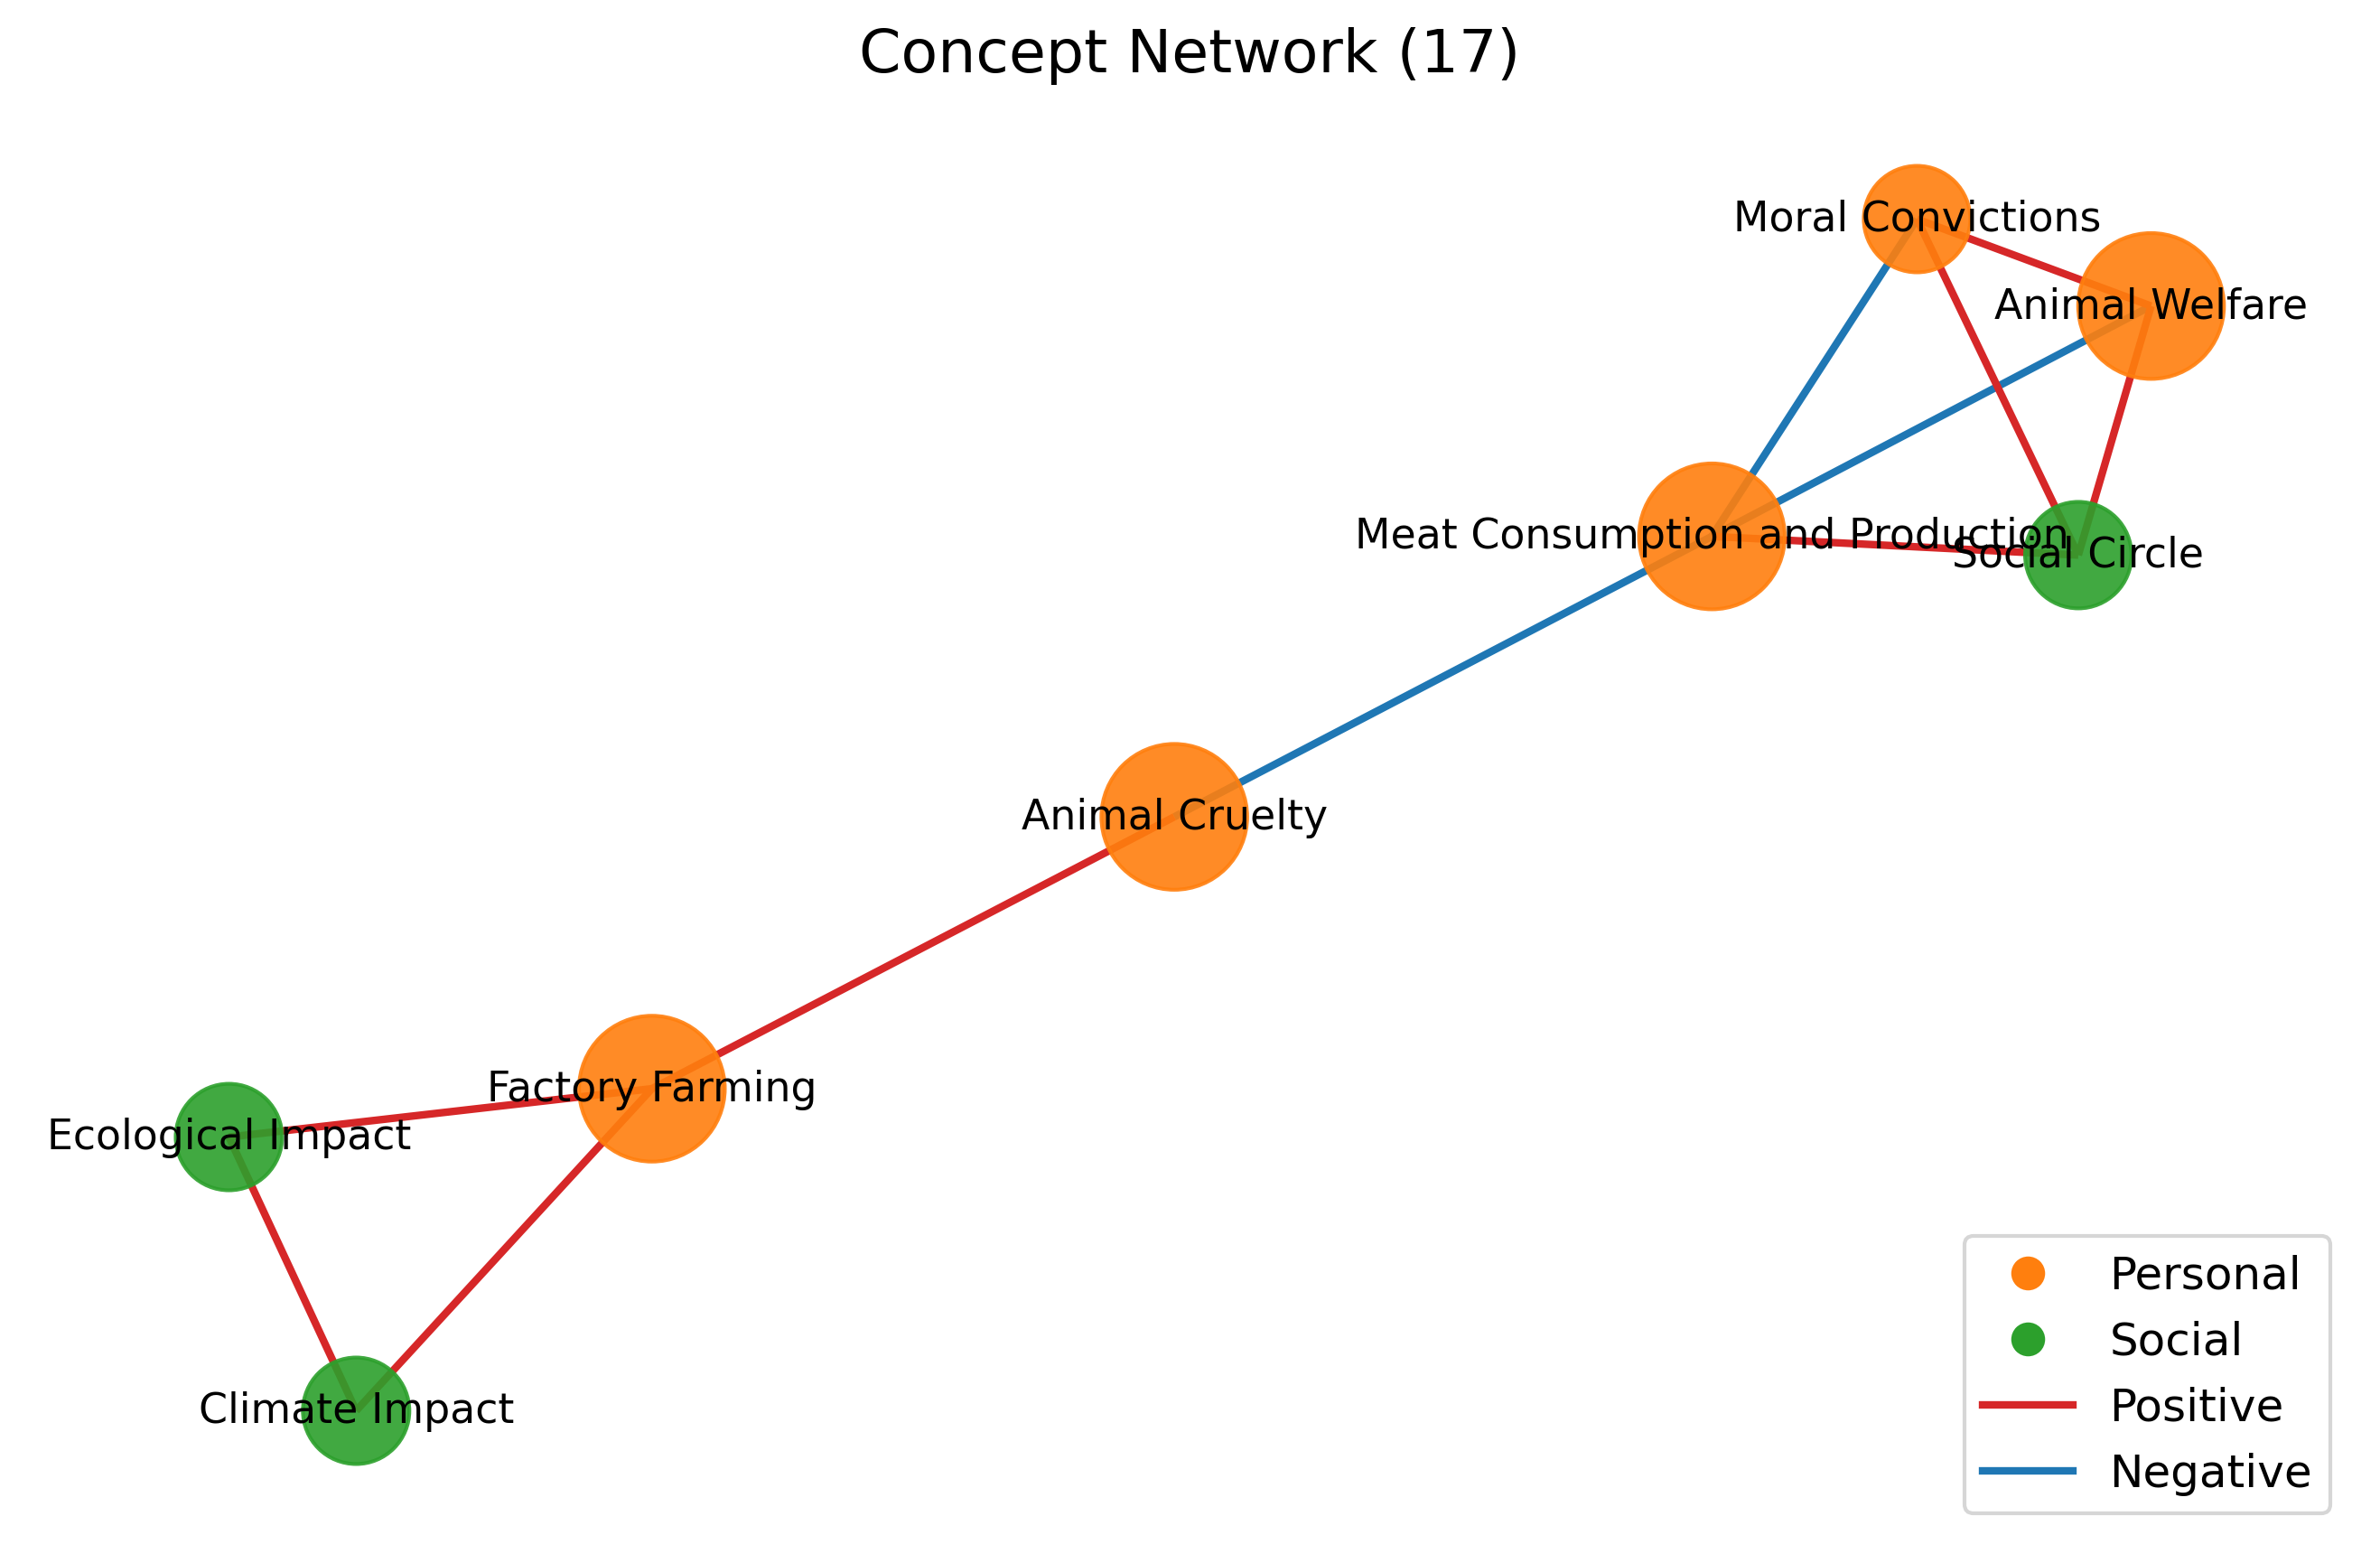 Concept Network (17)
Moral Convictions
Animal Welfare
Meat Consumption and Production
Social Circle
Animal Cruelty
Factory Farming
Ecological Impact
Climate Impact
Personal
Social
Positive
Negative